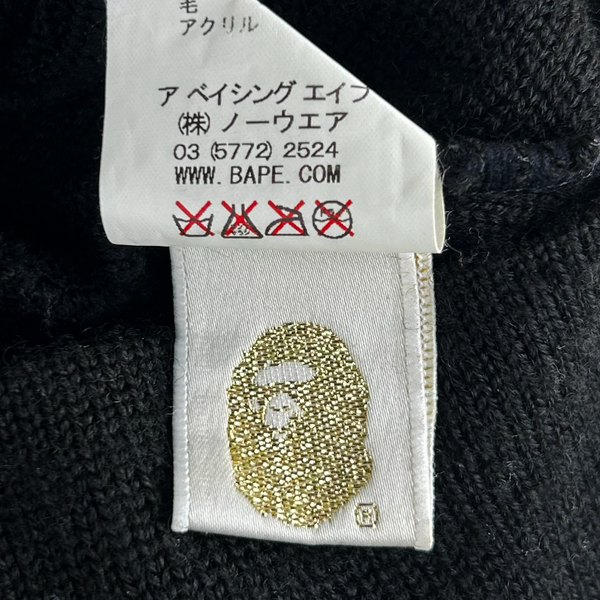 毛
アクリル
ア ベイシング エイプ
(株) ノーウエア
03 (5772) 2524
WWW. BAPE. COM